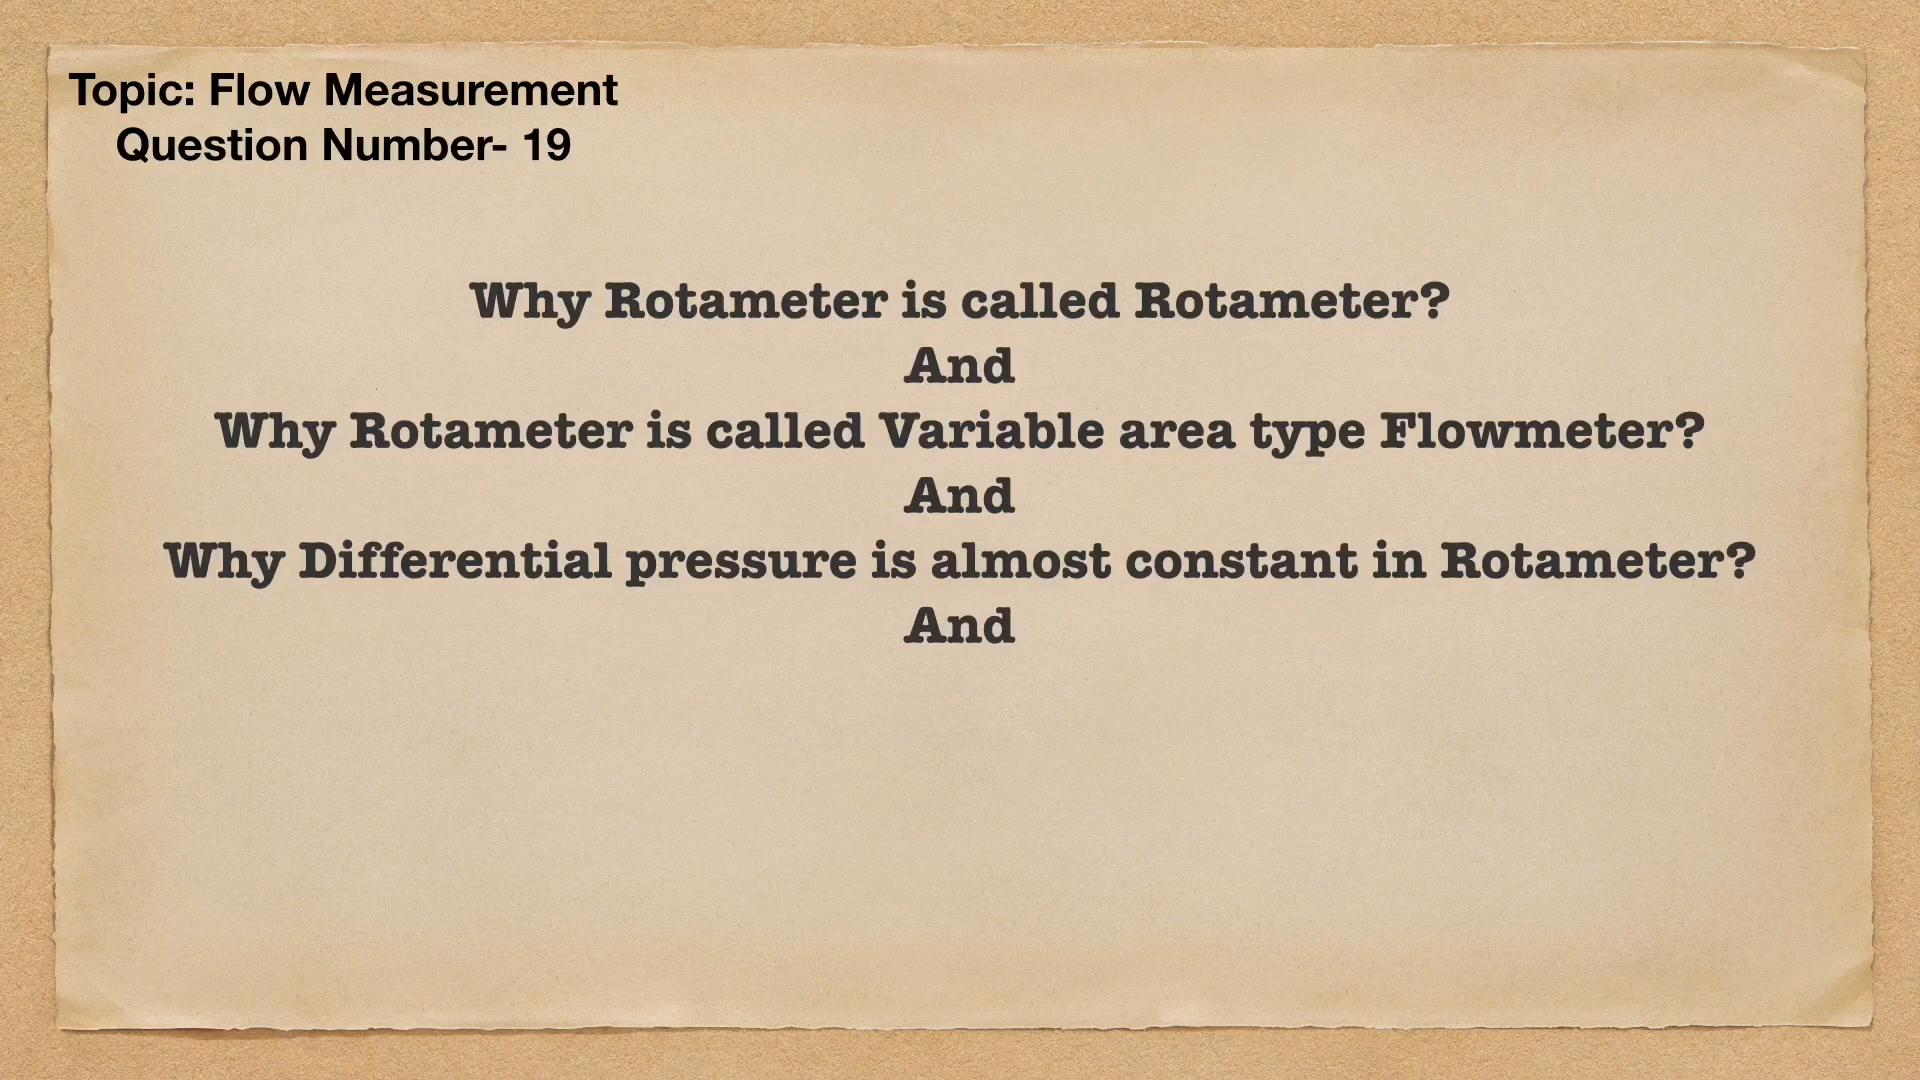 Topic: Flow Measurement
Question Number- 19
Why Rotameter is called Rotameter?
And
Why Rotameter is called Variable area type Flowmeter?
And
Why Differential pressure is almost constant in Rotameter?
And